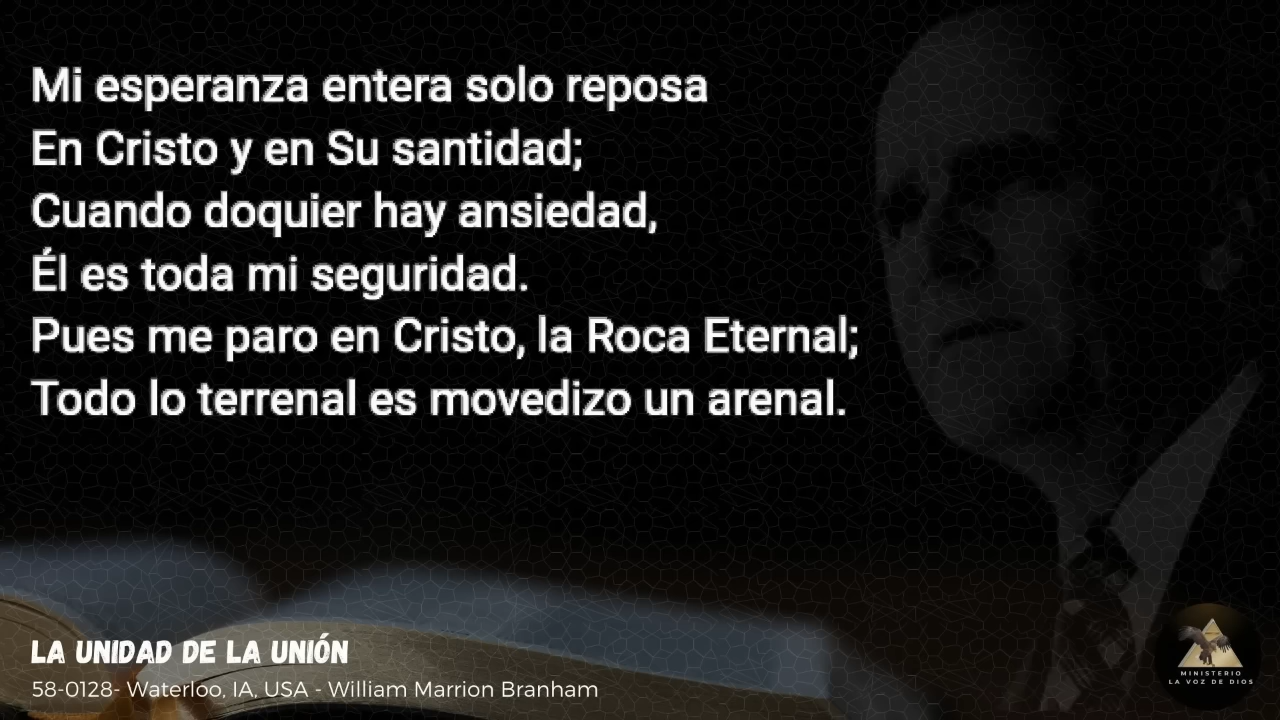 Mi esperanza entera solo reposa
En Cristo y en Su santidad;
Cuando doquier hay ansiedad,
Él es toda mi seguridad.
Pues me paro en Cristo, la Roca Eternal;
Todo lo terrenal es movedizo un arenal.
LA UNIDAD DE LA UNIÓN
58-0128- Waterloo, IA, USA - William Marrion Branham
MINISTERIO
LA VOZ DE DIOS